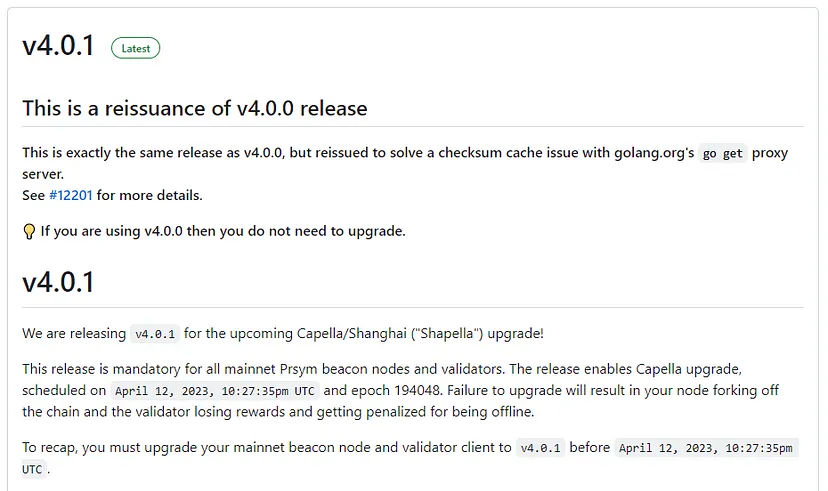 v4.0.1 Latest
This is a reissuance of v4.0.0 release
This is exactly the same release as v4.0.0, but reissued to solve a checksum cache issue with golang.org's go get proxy
server.
See #12201 for more details.
💡 If you are using v4.0.0 then you do not need to upgrade.
v4.0.1
We are releasing v4.0.1 for the upcoming Capella/Shanghai ("Shapella") upgrade!
This release is mandatory for all mainnet Prsym beacon nodes and validators. The release enables Capella upgrade,
scheduled on April 12, 2023, 10:27:35pm UTC and epoch 194048. Failure to upgrade will result in your node forking off
the chain and the validator losing rewards and getting penalized for being offline.
To recap, you must upgrade your mainnet beacon node and validator client to v4.0.1 before April 12, 2023, 10:27:35pm
UTC .